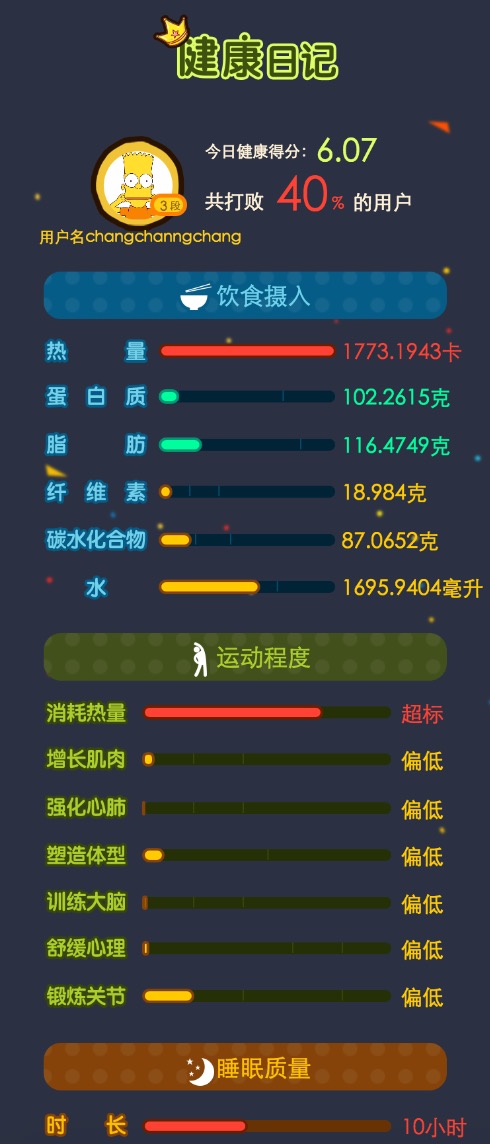 健康日记
今日健康得分: 6.07
3段
共打败 40% 的用户
用户名changchanngchang
饮食摄入
热量 1773.1943卡
蛋白质 102.2615克
脂肪 116.4749克
纤维素 18.984克
碳水化合物 87.0652克
水 1695.9404毫升
运动程度
消耗热量 超标
增长肌肉 偏低
强化心肺 偏低
塑造体型 偏低
训练大脑 偏低
舒缓心理 偏低
锻炼关节 偏低
睡眠质量
时长 10小时